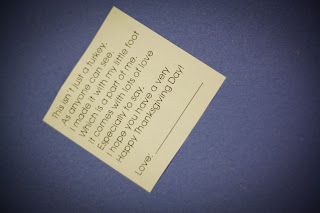 This isn't just a turkey,
As anyone can see.
I made it with my little foot
Which is a part of me.
It comes with lots of love
Especially to say,
I hope you have a very
Happy Thanksgiving Day!
Love: ______________